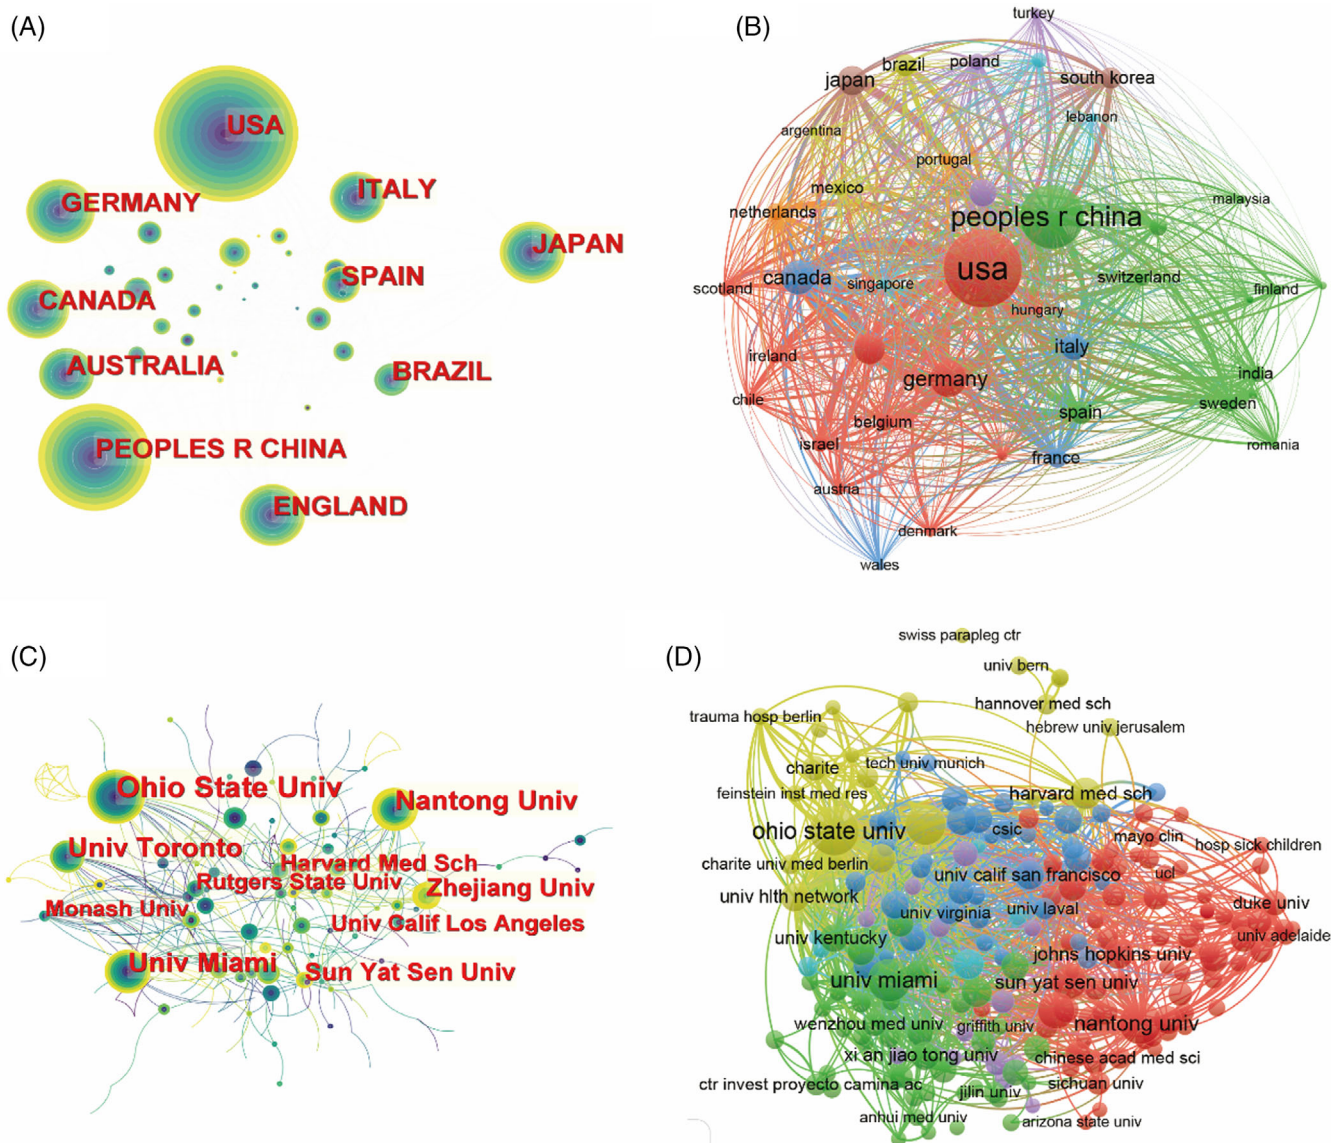 (A)
USA
GERMANY
ITALY
JAPAN
SPAIN
CANADA
AUSTRALIA
BRAZIL
PEOPLES R CHINA
ENGLAND
(B)
turkey
brazil
poland
japan
south korea
lebanon
argentina
portugal
mexico
netherlands
peoples r china
malaysia
usa
canada
singapore
switzerland
scotland
finland
hungary
ireland
italy
germany
india
chile
sweden
spain
belgium
israel
romania
france
austria
denmark
wales
(C)
Ohio State Univ
Nantong Univ
Univ Toronto
Harvard Med Sch
Rutgers State Univ
Zhejiang Univ
Monash Univ
Univ Calif Los Angeles
Univ Miami
Sun Yat Sen Univ
(D)
swiss parapleg ctr
univ bern
hannover med sch
trauma hosp berlin
hebrew univ jerusalem
tech univ munich
charite
feinstein inst med res
harvard med sch
ohio state univ
csic
mayo clin
hosp sick children
charite univ med berlin
univ calif san francisco
ucl
univ hlth network
univ virginia
univ laval
duke univ
univ kentucky
univ adelaide
johns hopkins univ
univ miami
sun yat sen univ
wenzhou med univ
griffith univ
nantong univ
xi an jiao tong univ
chinese acad med sci
ctr invest proyecto camina ac
jilin univ
sichuan univ
anhui med univ
arizona state univ